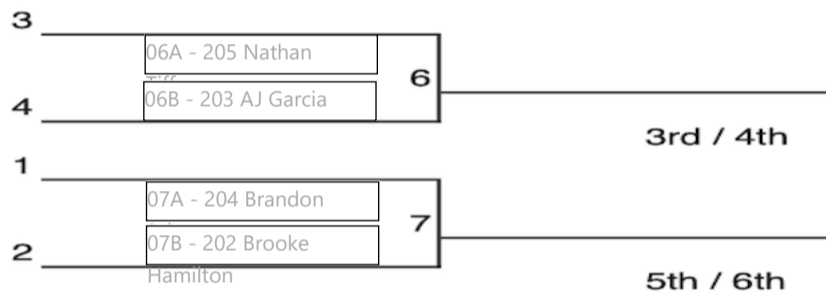 3
06A - 205 Nathan
06B - 203 AJ Garcia
6
4
3rd / 4th
1
07A - 204 Brandon
07B - 202 Brooke
Hamilton
7
2
5th / 6th